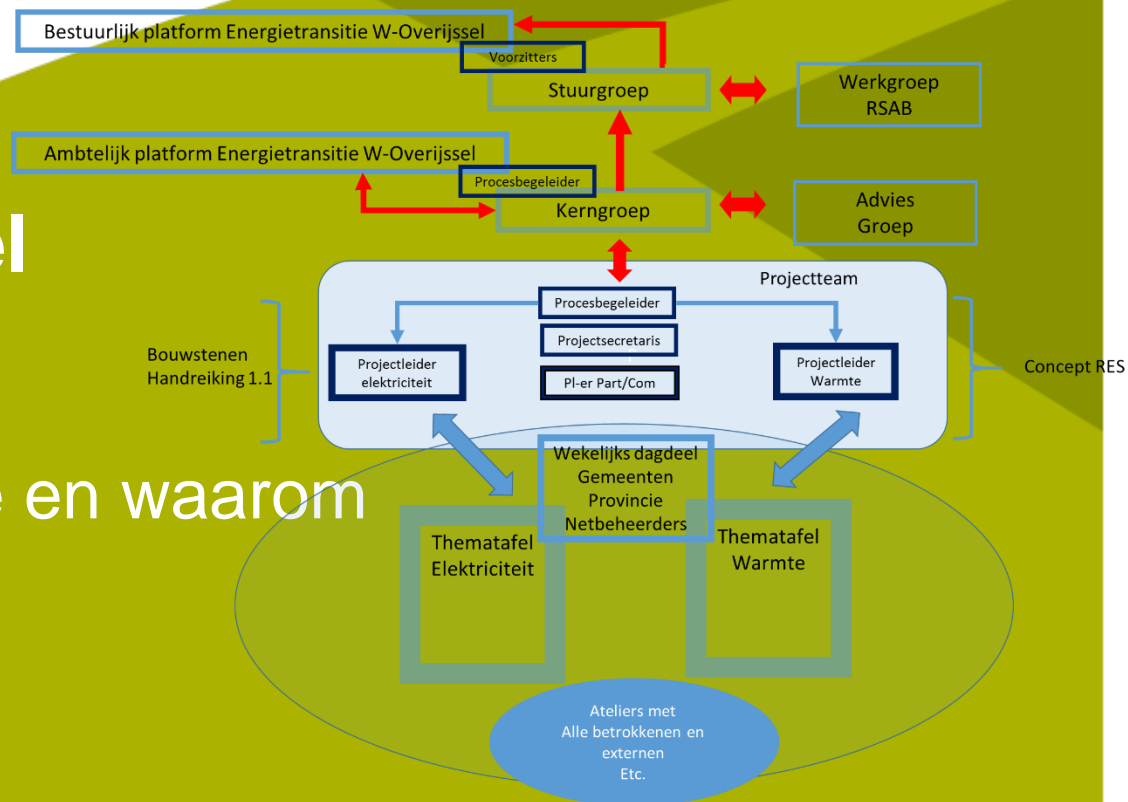 Bestuurlijk platform Energietransitie W-Overijssel
Voorzitters
Stuurgroep
Werkgroep
RSAB
Ambtelijk platform Energietransitie W-Overijssel
Procesbegeleider
Kerngroep
Advies
Groep
el
Projectteam
Procesbegeleider
Projectsecretaris
Pl-er Part/Com
Projectleider
elektriciteit
Projectleider
Warmte
Bouwstenen
Handreiking 1.1
Concept RES
e en waarom
Wekelijks dagdeel
Gemeenten
Provincie
Netbeheerders
Thematafel
Elektriciteit
Thematafel
Warmte
Ateliers met
Alle betrokkenen en
externen
Etc.